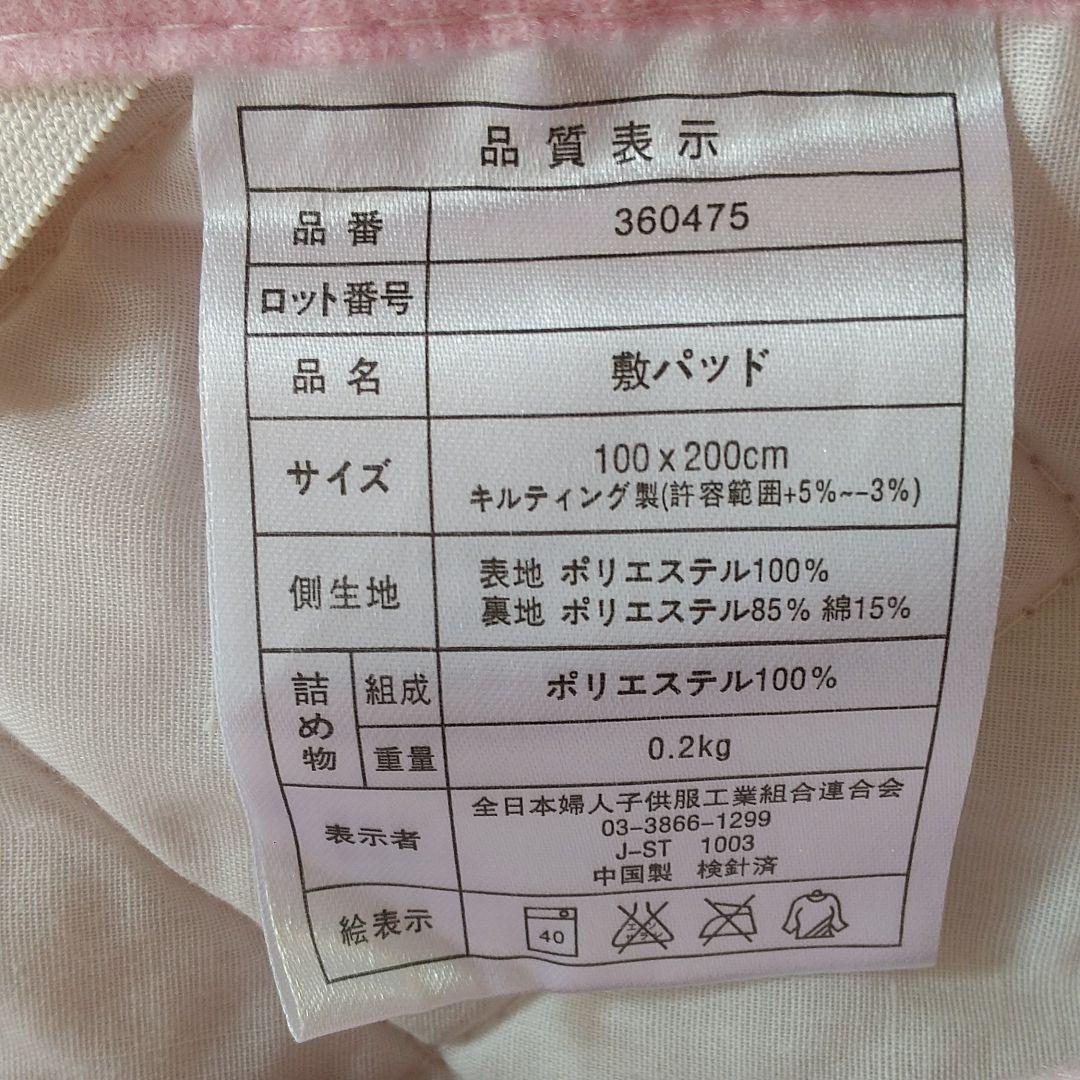 品質表示
品番 360475
ロット番号
品名 敷パッド
サイズ 100 x 200cm
キルティング製(許容範囲+5%~-3%)
側生地 表地 ポリエステル100%
裏地 ポリエステル85% 綿15%
詰め物 組成 ポリエステル100%
重量 0.2kg
表示者 全日本婦人子供服工業組合連合会
03-3866-1299
J-ST 1003
中国製 検針済
絵表示 40